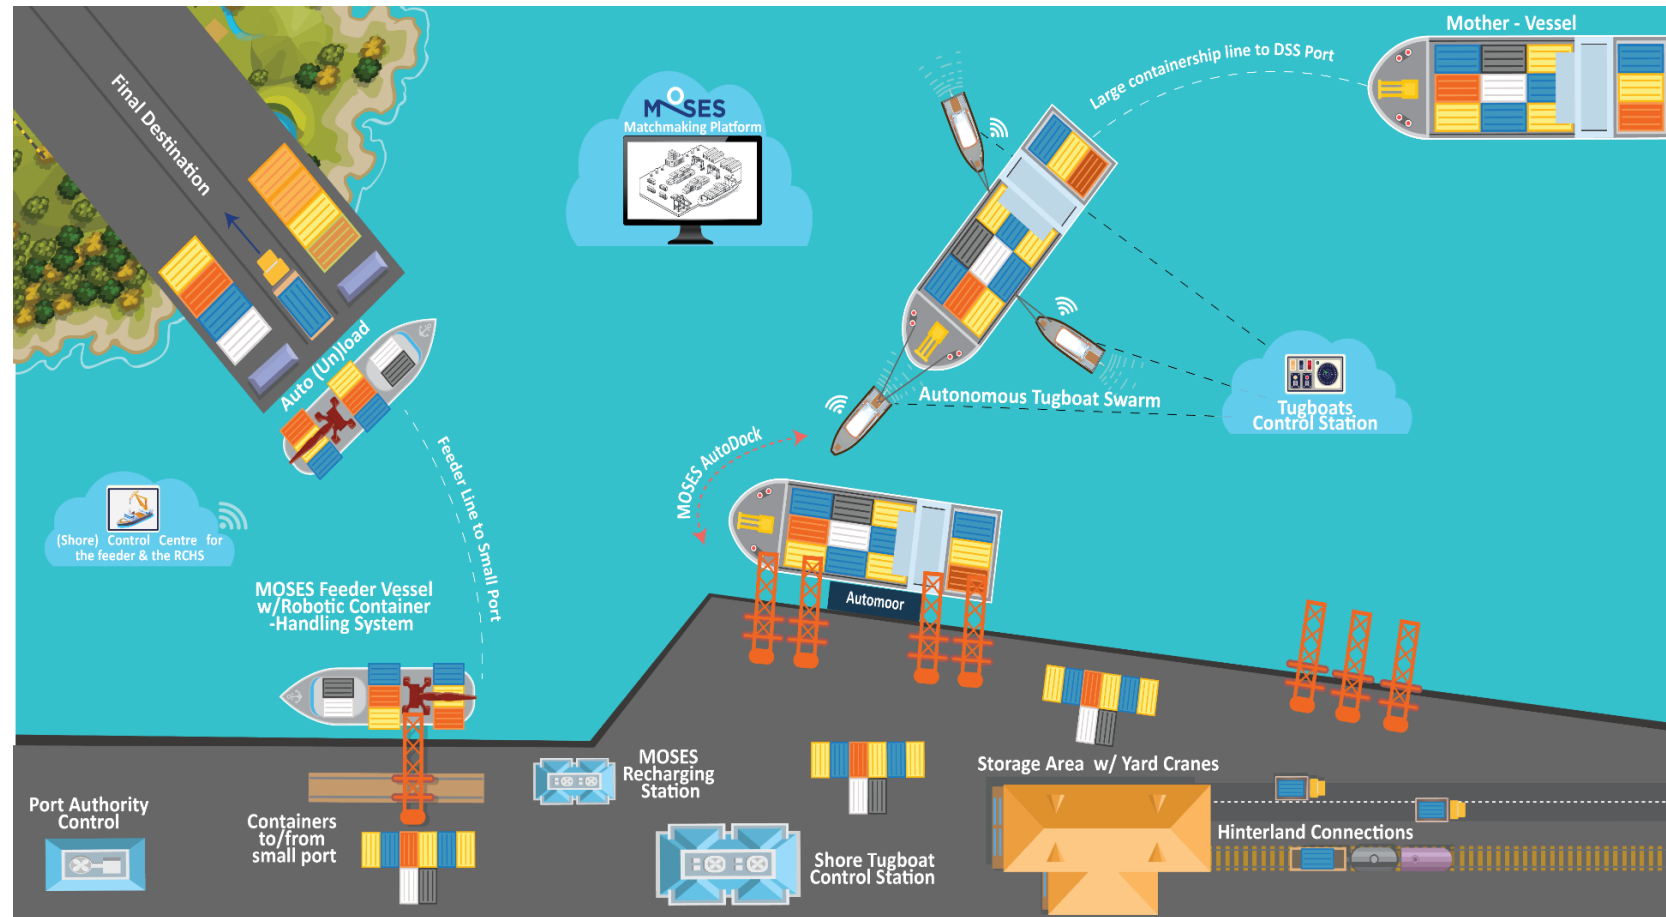 Mother - Vessel
Large containership line to DSS Port
MOSES
Matchmaking Platform
Final Destination
Auto (Un)load
Autonomous Tugboat Swarm
Tugboats
Control Station
MOSES AutoDock
Feeder Line to Small Port
(Shore) Control Centre for
the feeder & the RCHS
MOSES Feeder Vessel
w/Robotic Container
-Handling System
Automoor
MOSES
Recharging
Station
Storage Area w/ Yard Cranes
Port Authority
Control
Containers
to/from
small port
Hinterland Connections
Shore Tugboat
Control Station